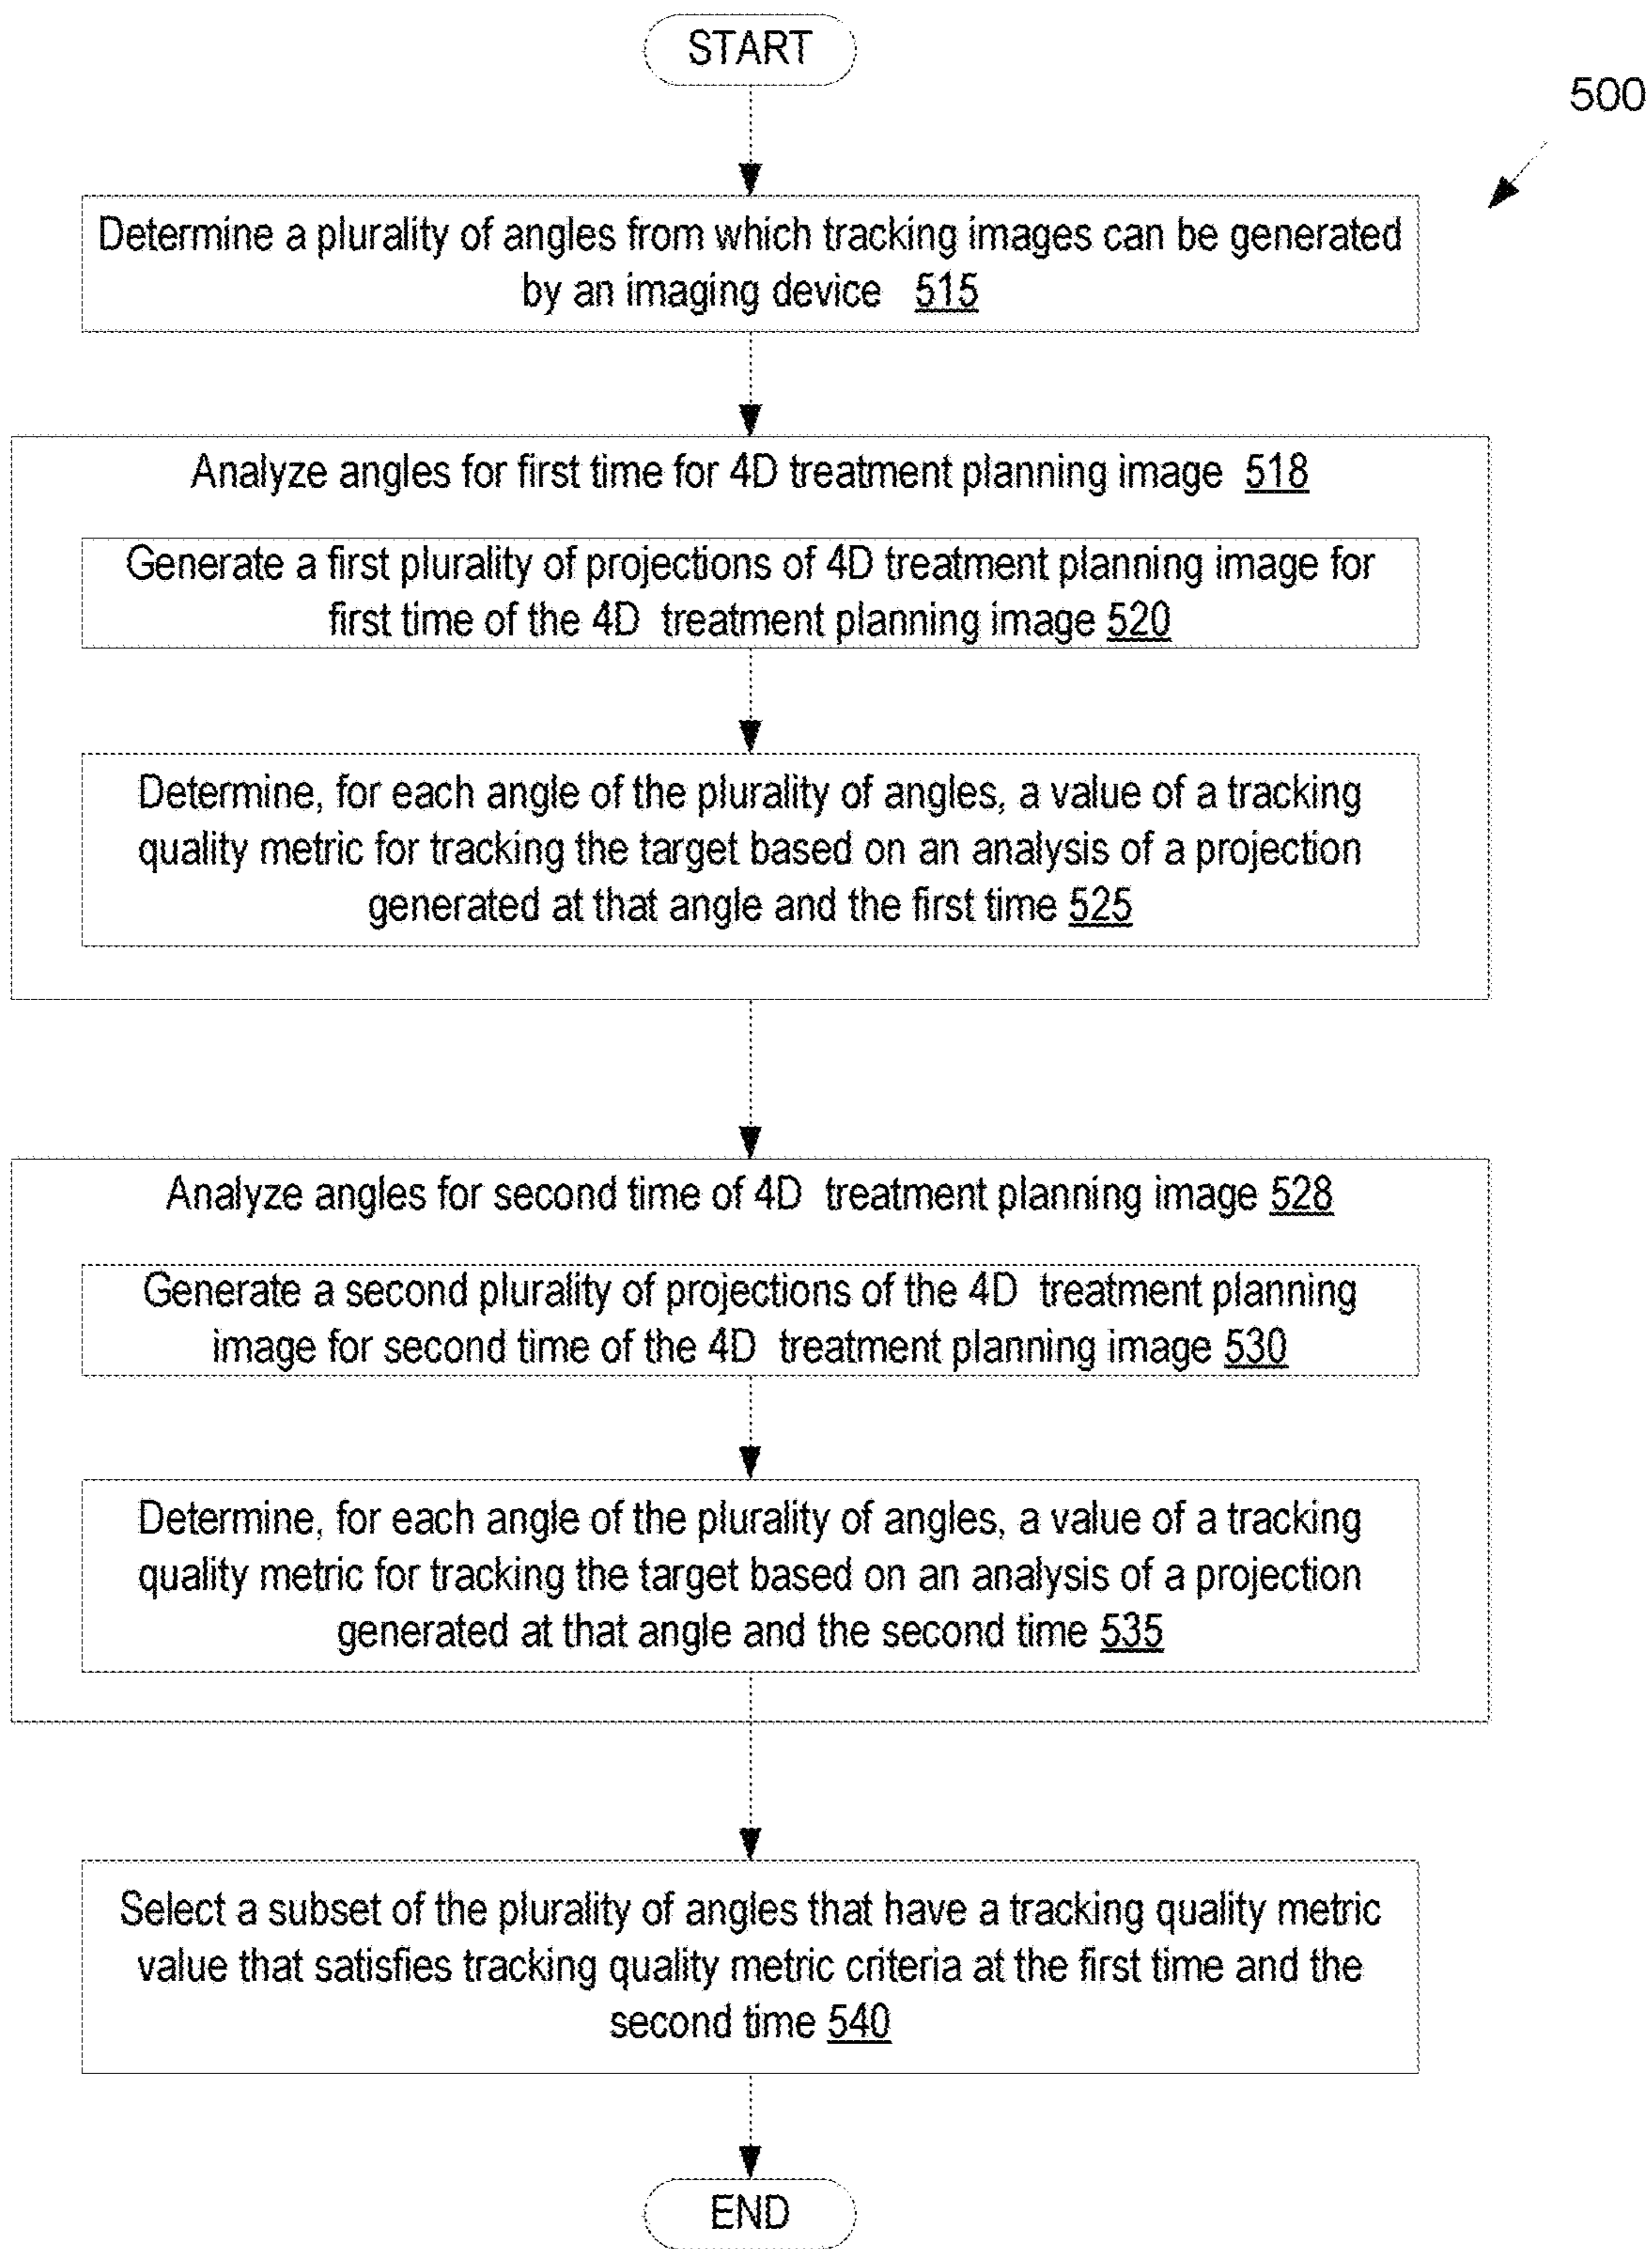 START
500
Determine a plurality of angles from which tracking images can be generated
by an imaging device 515
Analyze angles for first time for 4D treatment planning image 518
Generate a first plurality of projections of 4D treatment planning image for
first time of the 4D treatment planning image 520
Determine, for each angle of the plurality of angles, a value of a tracking
quality metric for tracking the target based on an analysis of a projection
generated at that angle and the first time 525
Analyze angles for second time of 4D treatment planning image 528
Generate a second plurality of projections of the 4D treatment planning
image for second time of the 4D treatment planning image 530
Determine, for each angle of the plurality of angles, a value of a tracking
quality metric for tracking the target based on an analysis of a projection
generated at that angle and the second time 535
Select a subset of the plurality of angles that have a tracking quality metric
value that satisfies tracking quality metric criteria at the first time and the
second time 540
END